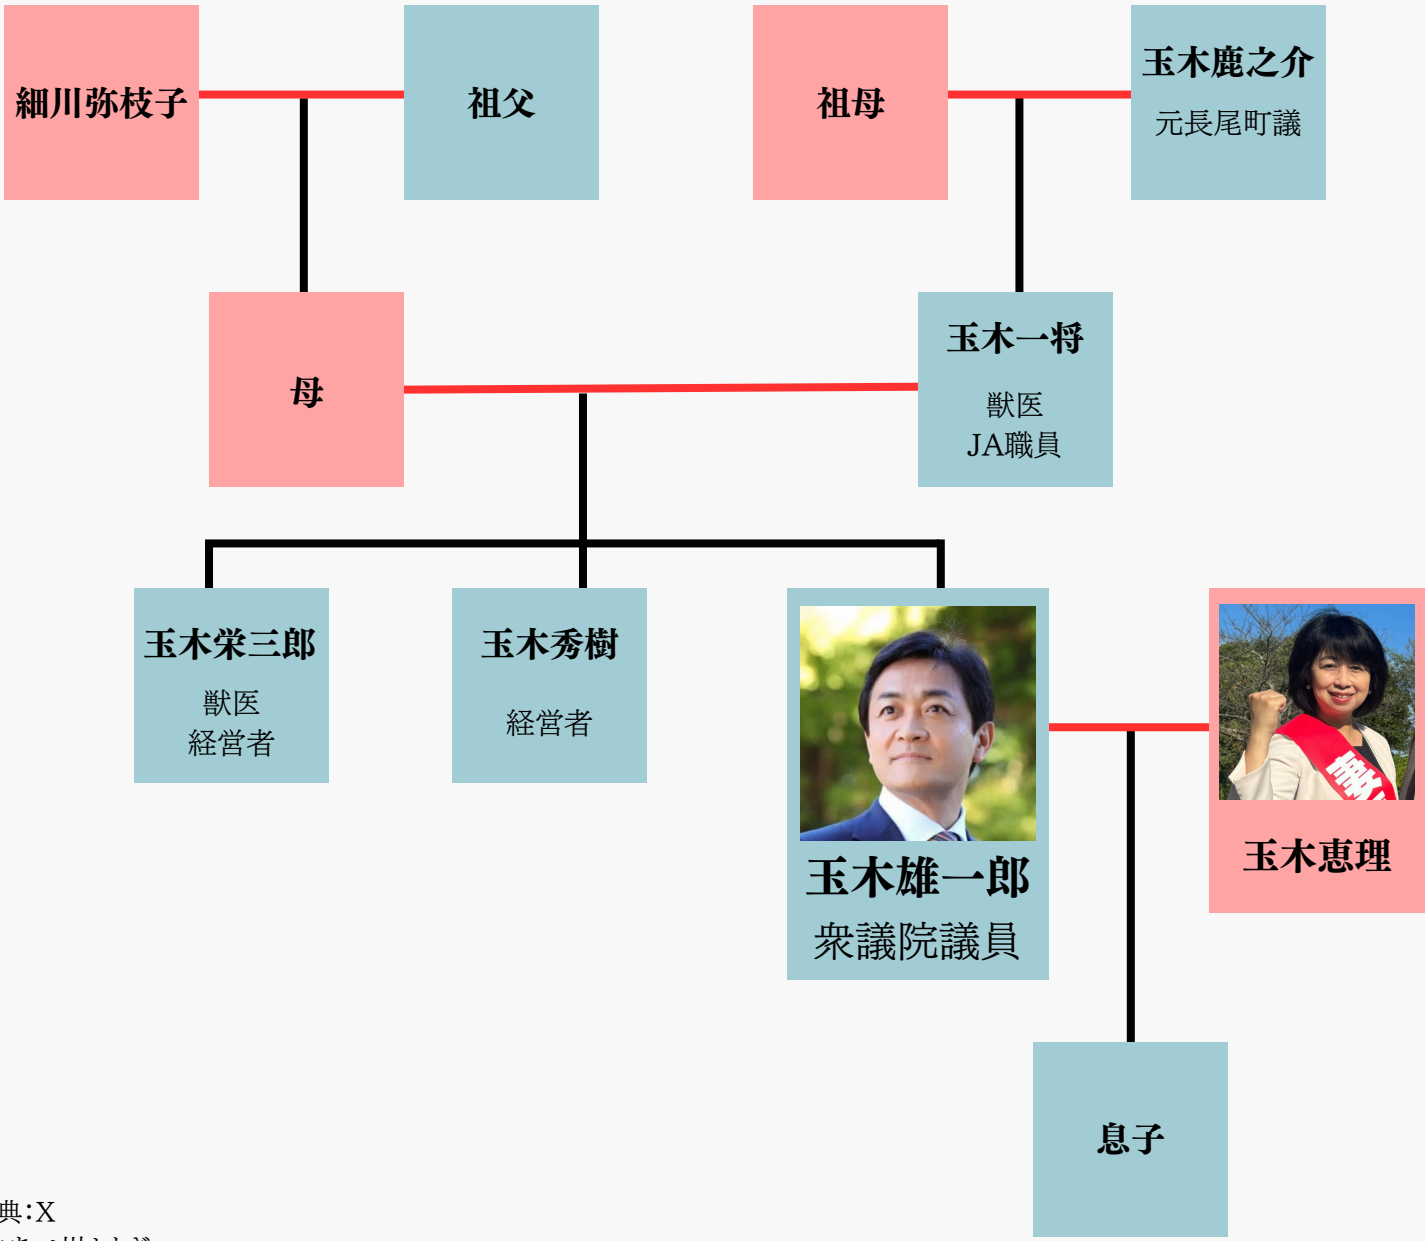 細川弥枝子
祖父
祖母
玉木鹿之介
元長尾町議
母
玉木一将
獣医
JA職員
玉木栄三郎
獣医
経営者
玉木秀樹
経営者
玉木雄一郎
衆議院議員
妻
玉木恵理
息子
典：X